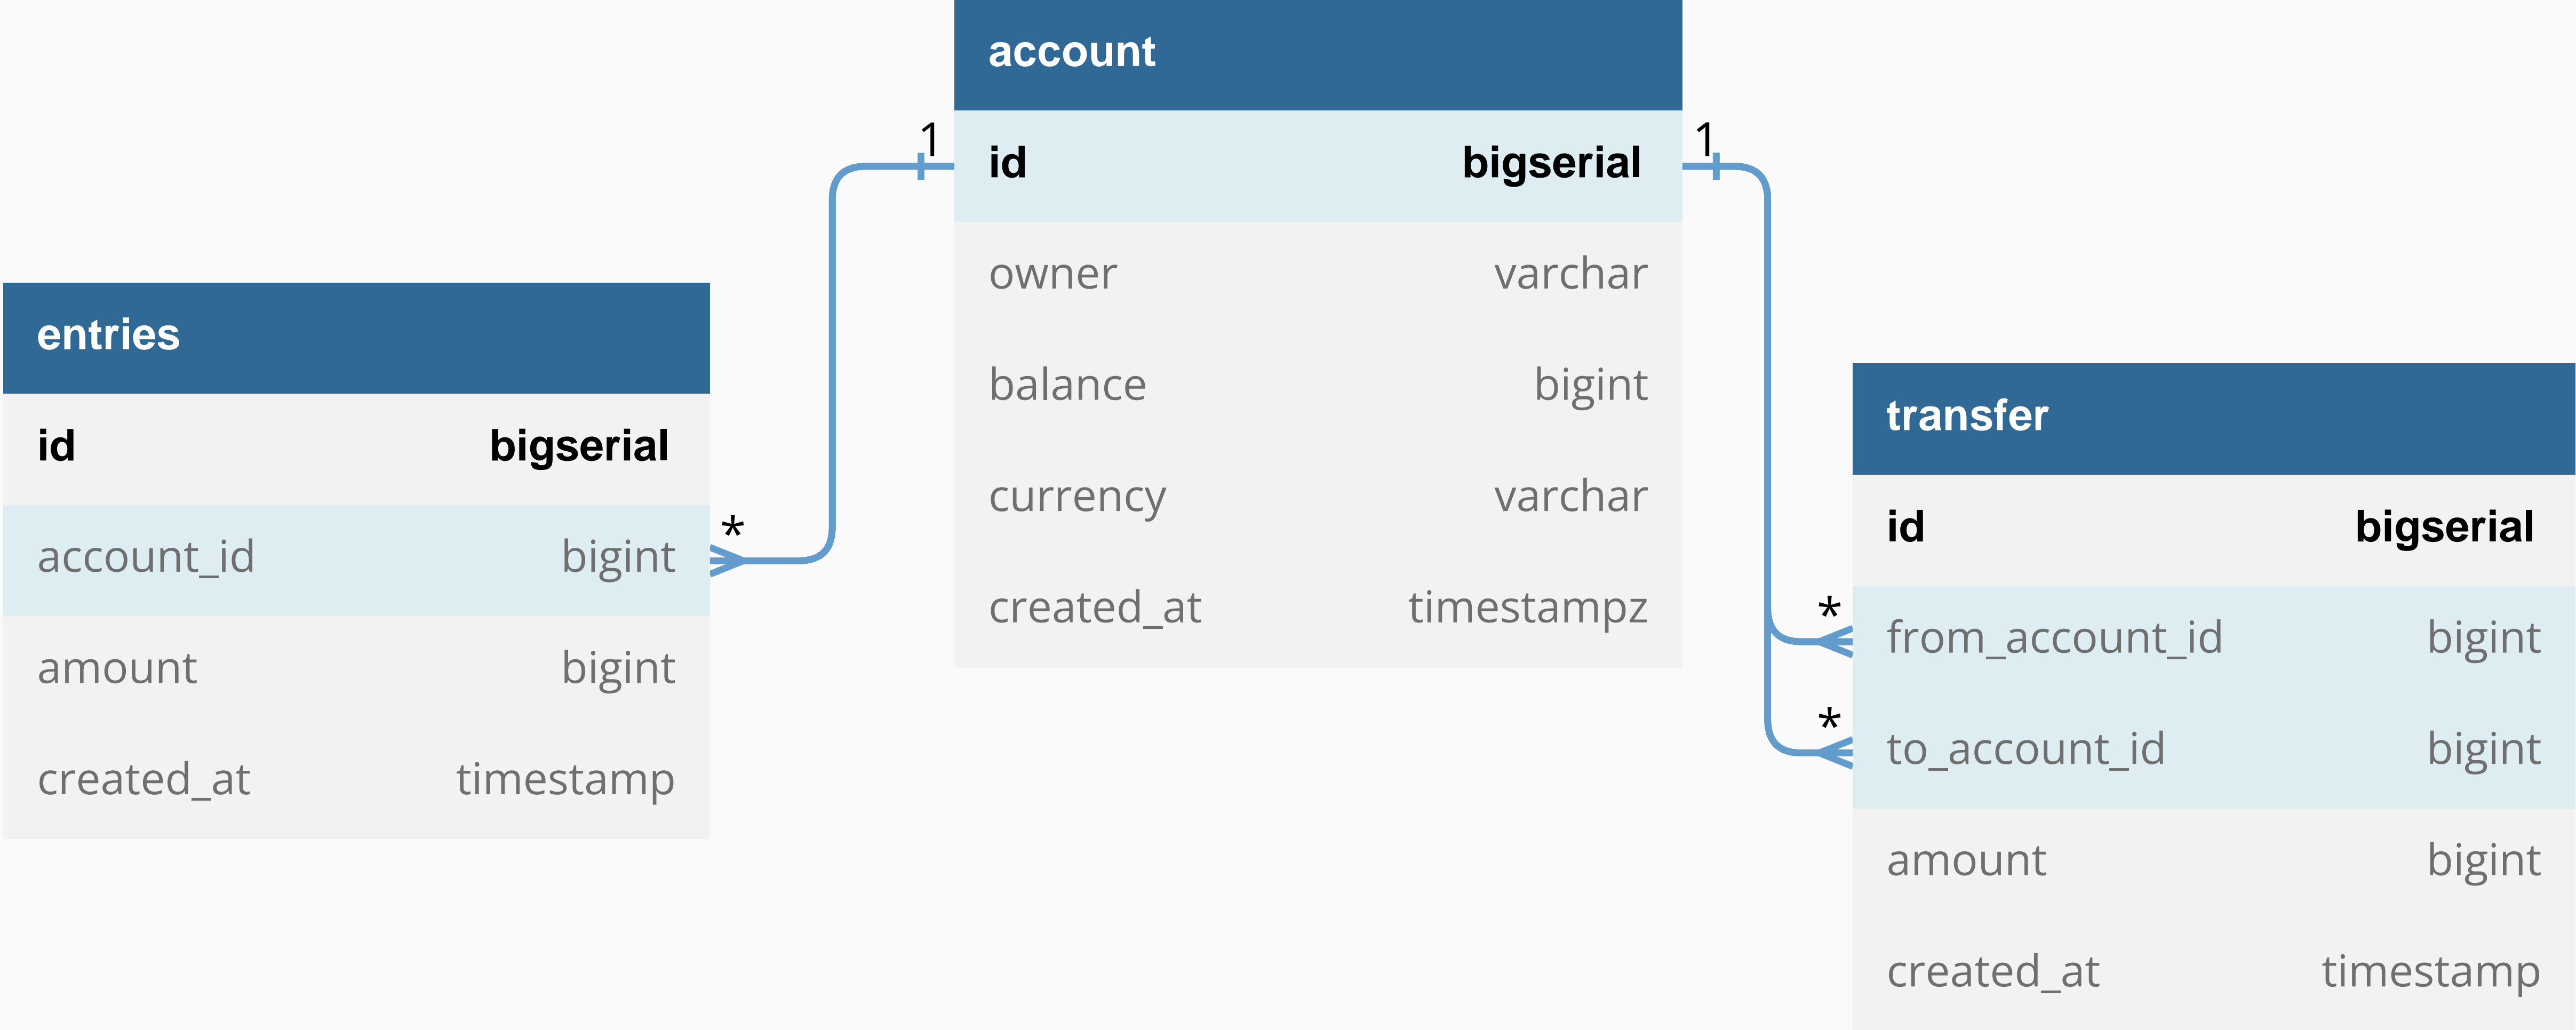 account
1
1
id bigserial
owner varchar
balance bigint
currency varchar
created_at timestampz
entries
id bigserial
*
account_id bigint
amount bigint
created_at timestamp
transfer
id bigserial
*
from_account_id bigint
*
to_account_id bigint
amount bigint
created_at timestamp